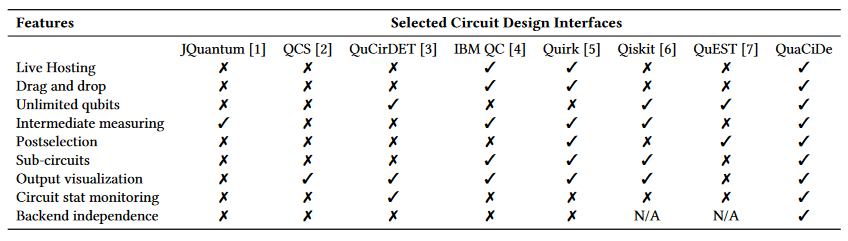 Features Selected Circuit Design Interfaces
JQuantum [1] QCS [2] QuCirDET [3] IBM QC [4] Quirk [5] Qiskit [6] QuEST [7] QuaCiDe
Live Hosting ✗ ✗ ✗ ✓ ✓ ✗ ✗ ✓
Drag and drop ✗ ✗ ✗ ✓ ✓ ✗ ✗ ✓
Unlimited qubits ✗ ✗ ✓ ✗ ✗ ✓ ✓ ✓
Intermediate measuring ✓ ✗ ✗ ✓ ✓ ✓ ✗ ✓
Postselection ✗ ✗ ✗ ✗ ✓ ✗ ✓ ✓
Sub-circuits ✗ ✗ ✗ ✓ ✓ ✓ ✗ ✓
Output visualization ✗ ✓ ✓ ✓ ✓ ✓ ✗ ✓
Circuit stat monitoring ✗ ✗ ✓ ✗ ✗ ✗ ✗ ✓
Backend independence ✗ ✗ ✗ ✗ ✗ N/A N/A ✓